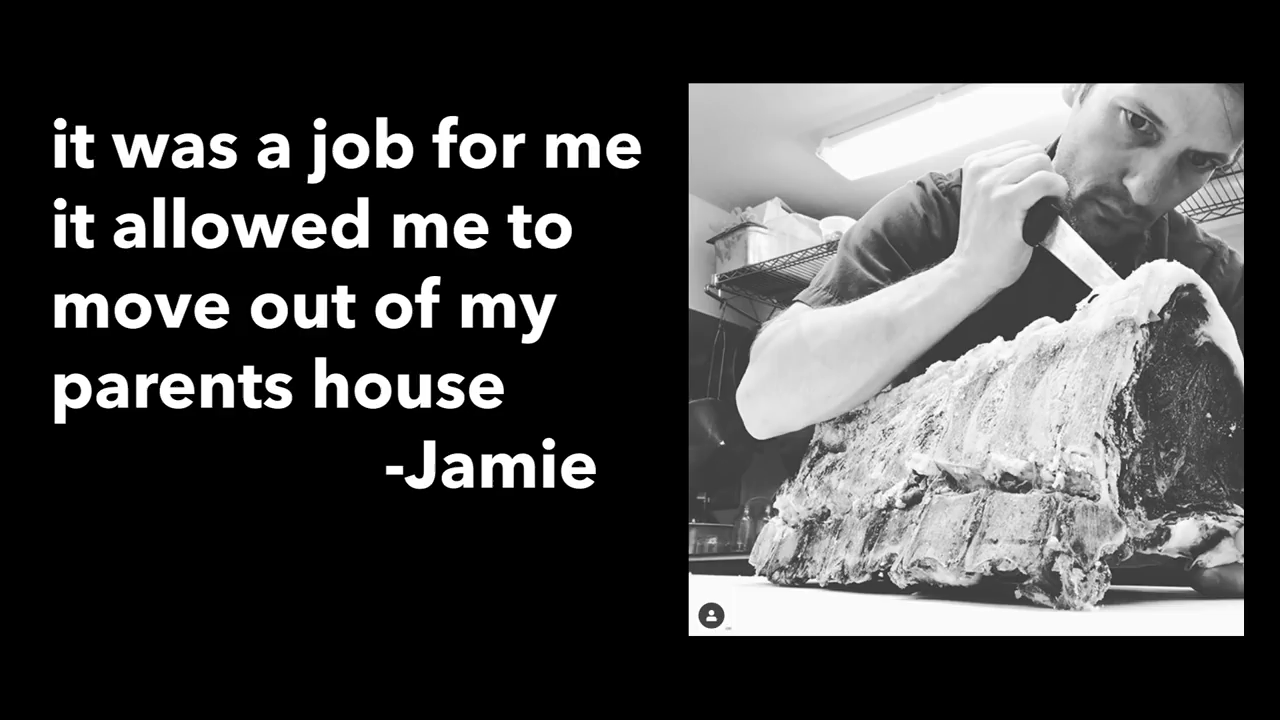 it was a job for me
it allowed me to
move out of my
parents house
-Jamie